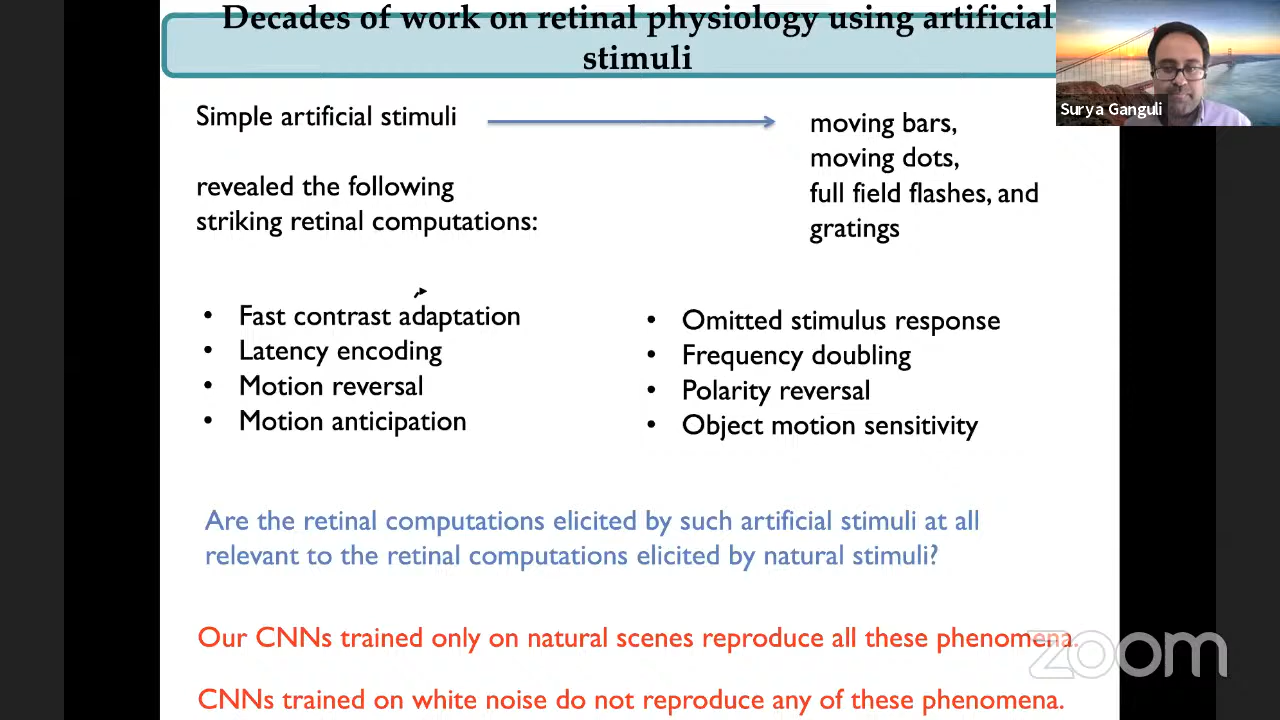 Decades of work on retinal physiology using artificial
stimuli
Surya Ganguli
Simple artificial stimuli
moving bars,
moving dots,
full field flashes, and
gratings
revealed the following
striking retinal computations:
• Fast contrast adaptation
• Latency encoding
• Motion reversal
• Motion anticipation
• Omitted stimulus response
• Frequency doubling
• Polarity reversal
• Object motion sensitivity
Are the retinal computations elicited by such artificial stimuli at all
relevant to the retinal computations elicited by natural stimuli?
Our CNNs trained only on natural scenes reproduce all these phenomena.
zoom
CNNs trained on white noise do not reproduce any of these phenomena.